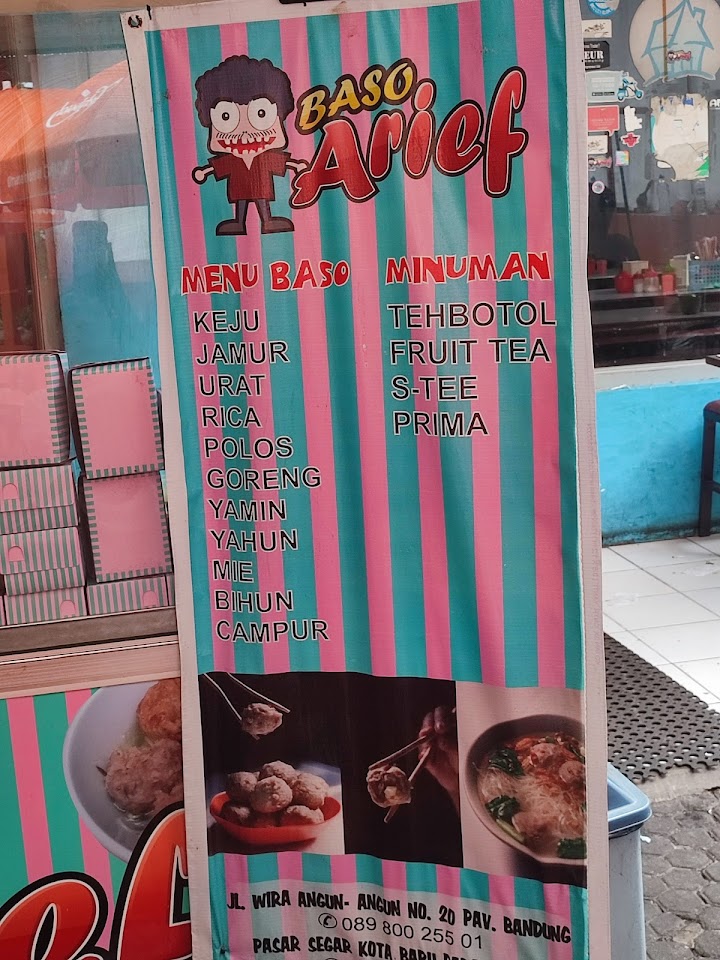 BASO
Arief
MENU BASO
KEJU
JAMUR
URAT
RICA
POLOS
GORENG
YAMIN
YAHUN
MIE
BIHUN
CAMPUR
MINUMAN
TEHBOTOL
FRUIT TEA
S-TEE
PRIMA
JL. WIRA ANGUN- ANGUN NO. 20 PAV. BANDUNG
089 800 255 01
PASAR SEGAR KOTA BARU